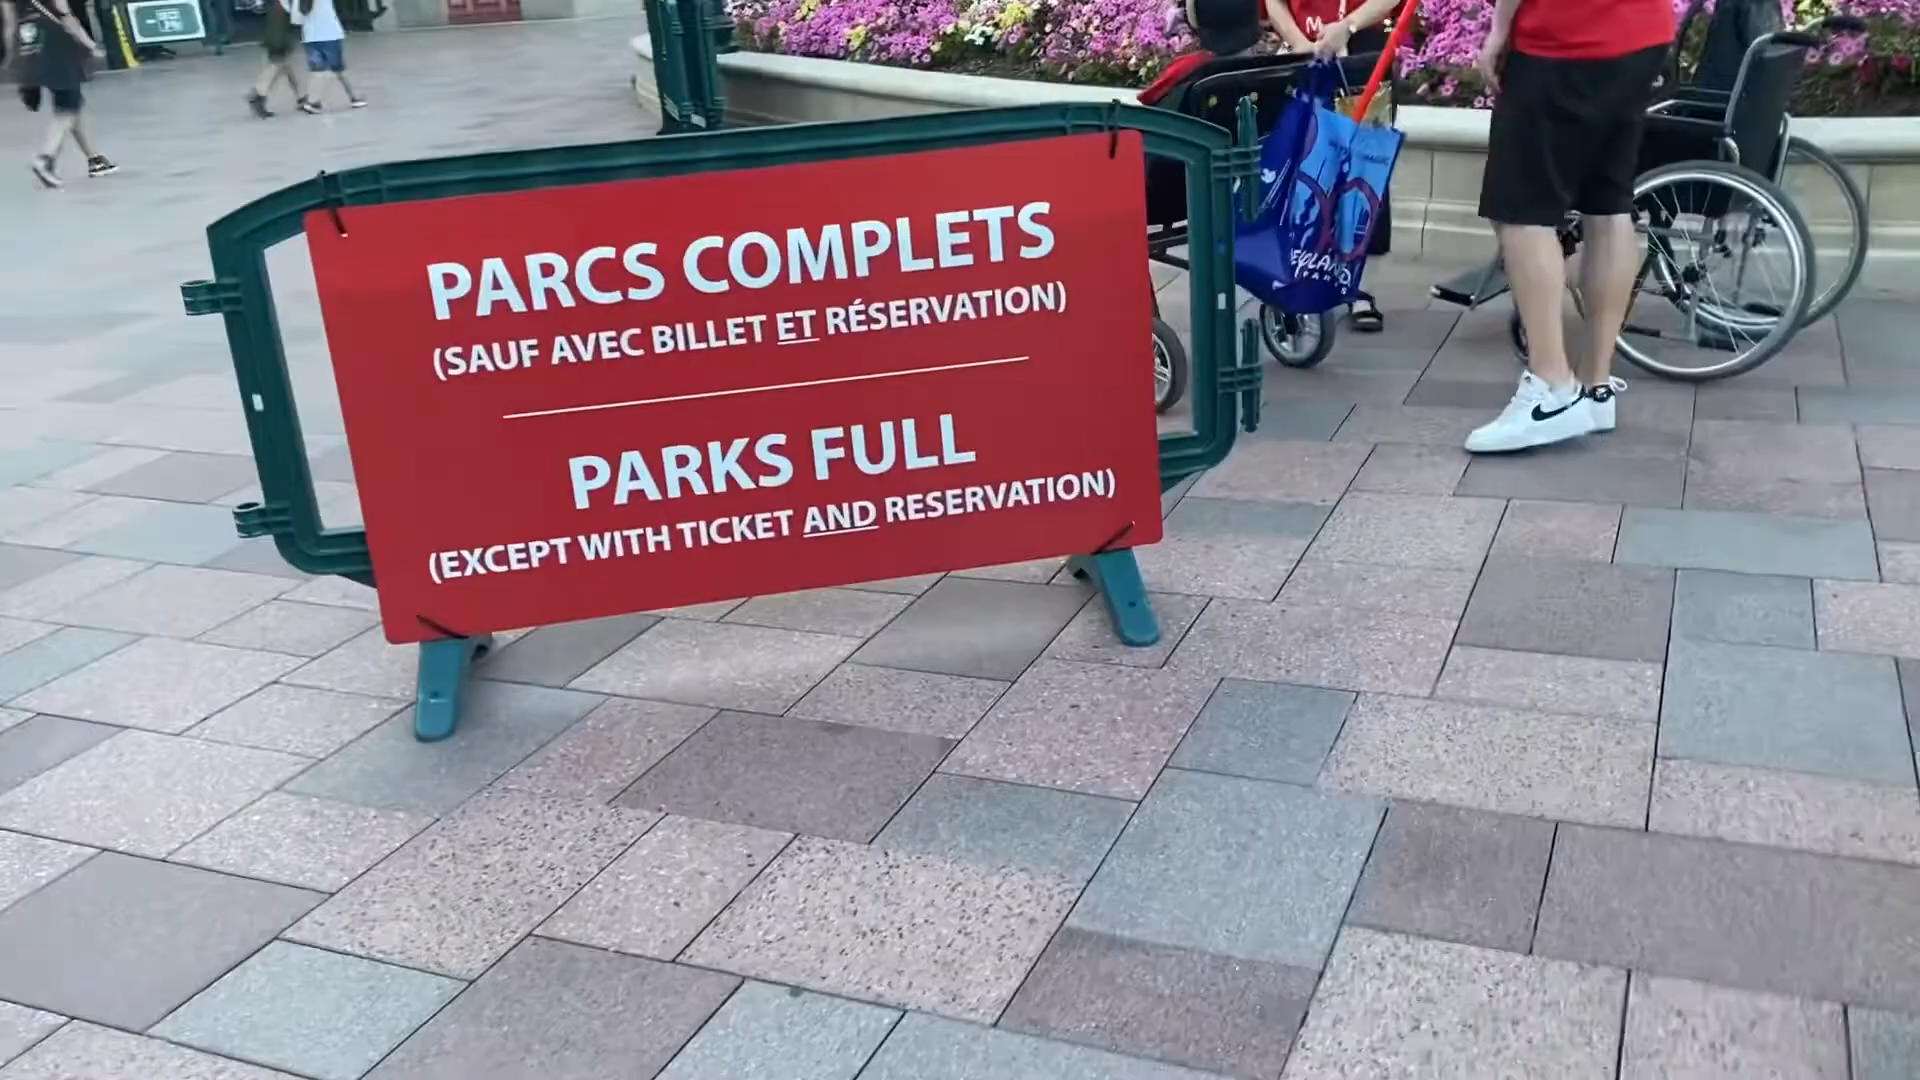 PARCS COMPLETS
(SAUF AVEC BILLET ET RÉSERVATION)
PARKS FULL
(EXCEPT WITH TICKET AND RESERVATION)